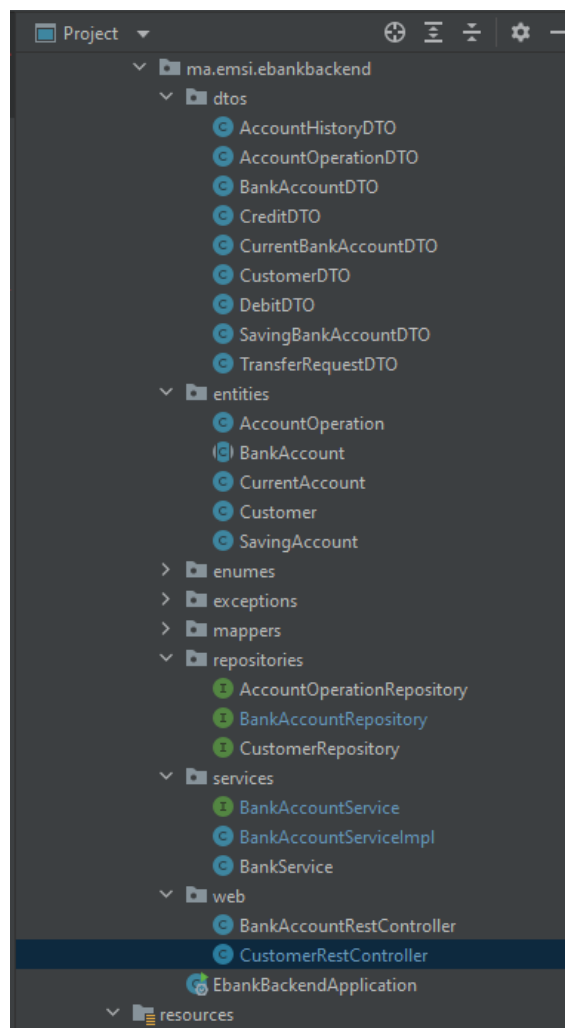 Project
ma.emsi.ebankbackend
dtos
AccountHistoryDTO
AccountOperationDTO
BankAccountDTO
CreditDTO
CurrentBankAccountDTO
CustomerDTO
DebitDTO
SavingBankAccountDTO
TransferRequestDTO
entities
AccountOperation
BankAccount
CurrentAccount
Customer
SavingAccount
enumes
exceptions
mappers
repositories
AccountOperationRepository
BankAccountRepository
CustomerRepository
services
BankAccountService
BankAccountServiceImpl
BankService
web
BankAccountRestController
CustomerRestController
EbankBackendApplication
resources